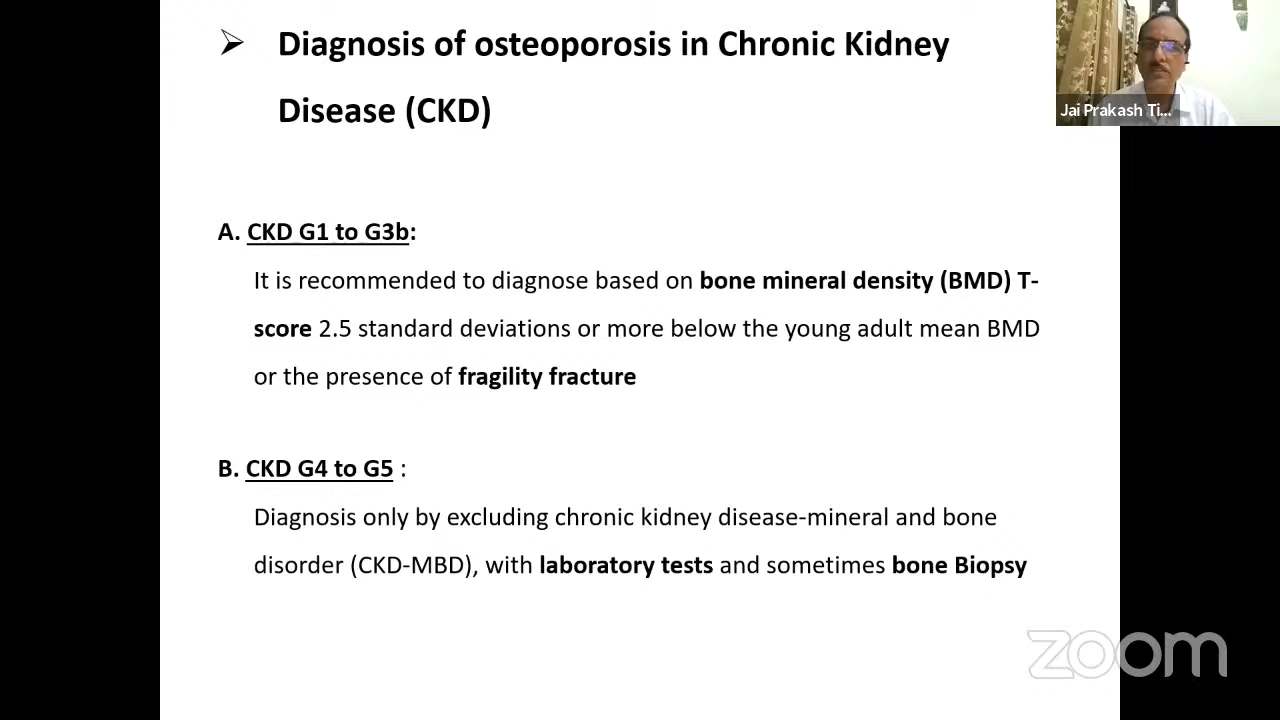 ➢ Diagnosis of osteoporosis in Chronic Kidney
Disease (CKD)
Jai Prakash Ti...
A. CKD G1 to G3b:
It is recommended to diagnose based on bone mineral density (BMD) T-
score 2.5 standard deviations or more below the young adult mean BMD
or the presence of fragility fracture
B. CKD G4 to G5 :
Diagnosis only by excluding chronic kidney disease-mineral and bone
disorder (CKD-MBD), with laboratory tests and sometimes bone Biopsy
zoom